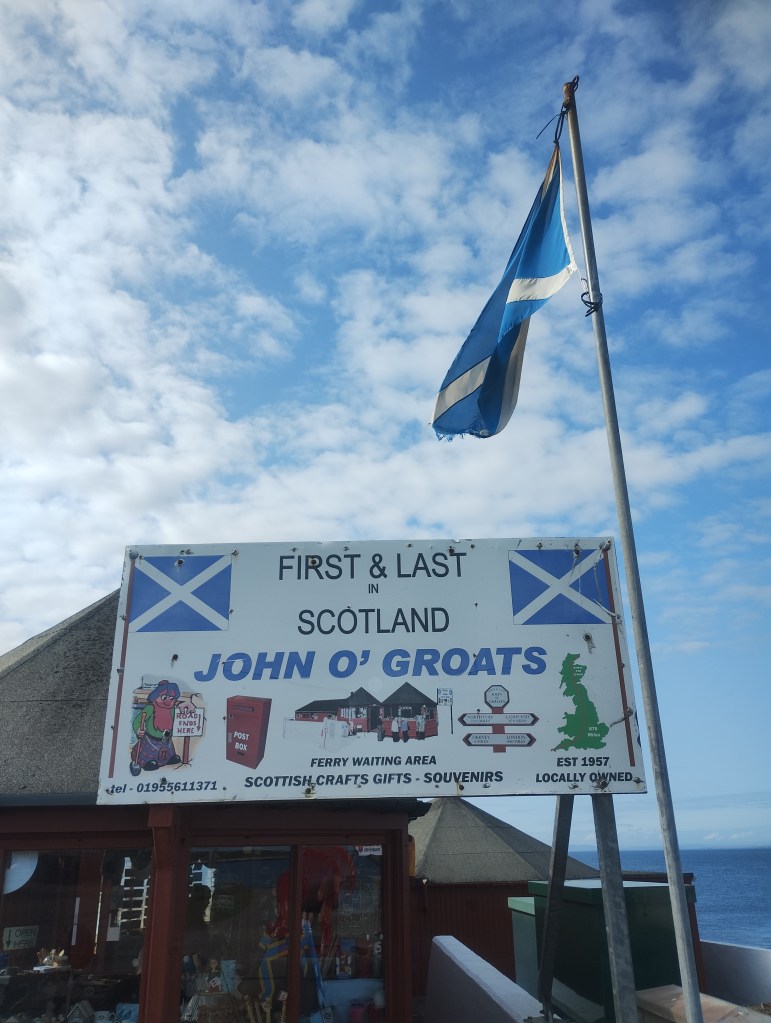 FIRST & LAST
IN
SCOTLAND
JOHN O' GROATS
ROAD
ENDS
HERE
POST
BOX
FERRY WAITING AREA
EST 1957
tel - 01955611371
SCOTTISH CRAFTS GIFTS - SOUVENIRS
LOCALLY OWNED
OPEN